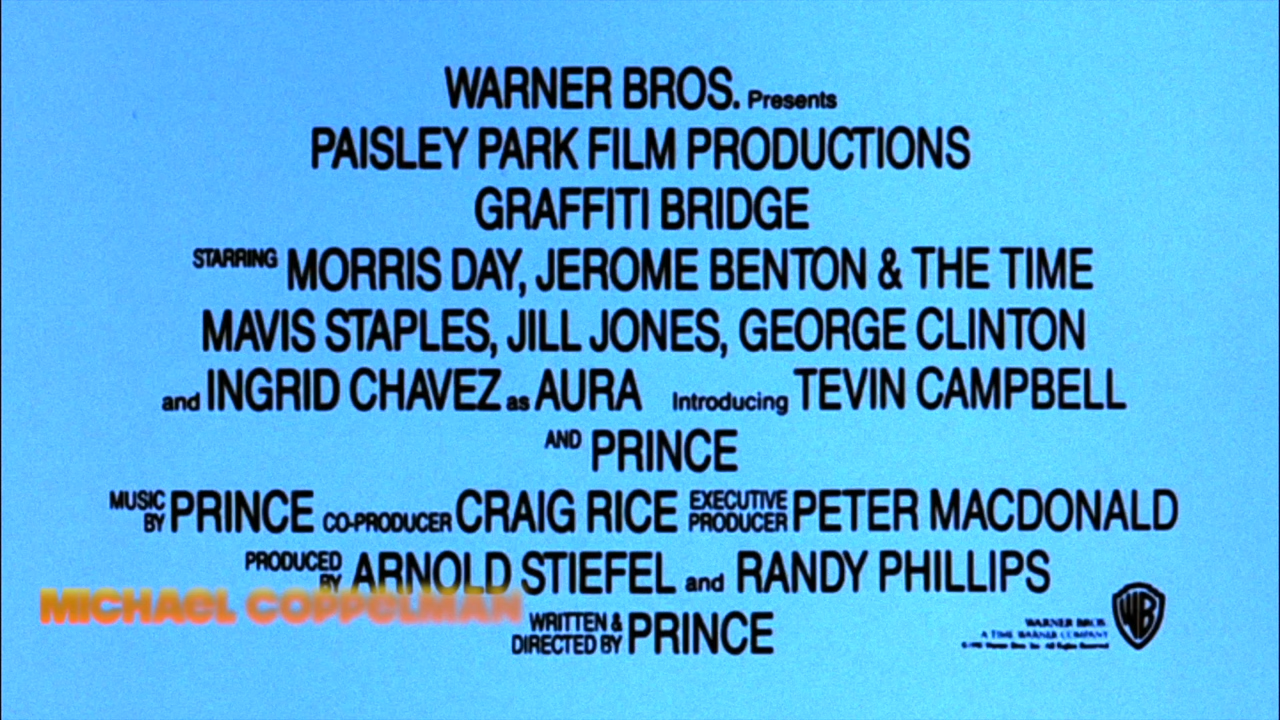 WARNER BROS. Presents
PAISLEY PARK FILM PRODUCTIONS
GRAFFITI BRIDGE
STARRING MORRIS DAY, JEROME BENTON & THE TIME
MAVIS STAPLES, JILL JONES, GEORGE CLINTON
and INGRID CHAVEZ as AURA Introducing TEVIN CAMPBELL
AND PRINCE
MUSIC BY PRINCE CO-PRODUCER CRAIG RICE EXECUTIVE PRODUCER PETER MACDONALD
PRODUCED BY ARNOLD STIEFEL and RANDY PHILLIPS
MICHAEL COPPELMAN
WRITTEN & DIRECTED BY PRINCE
WB
WARNER BROS.
A TIME WARNER COMPANY
All Rights Reserved